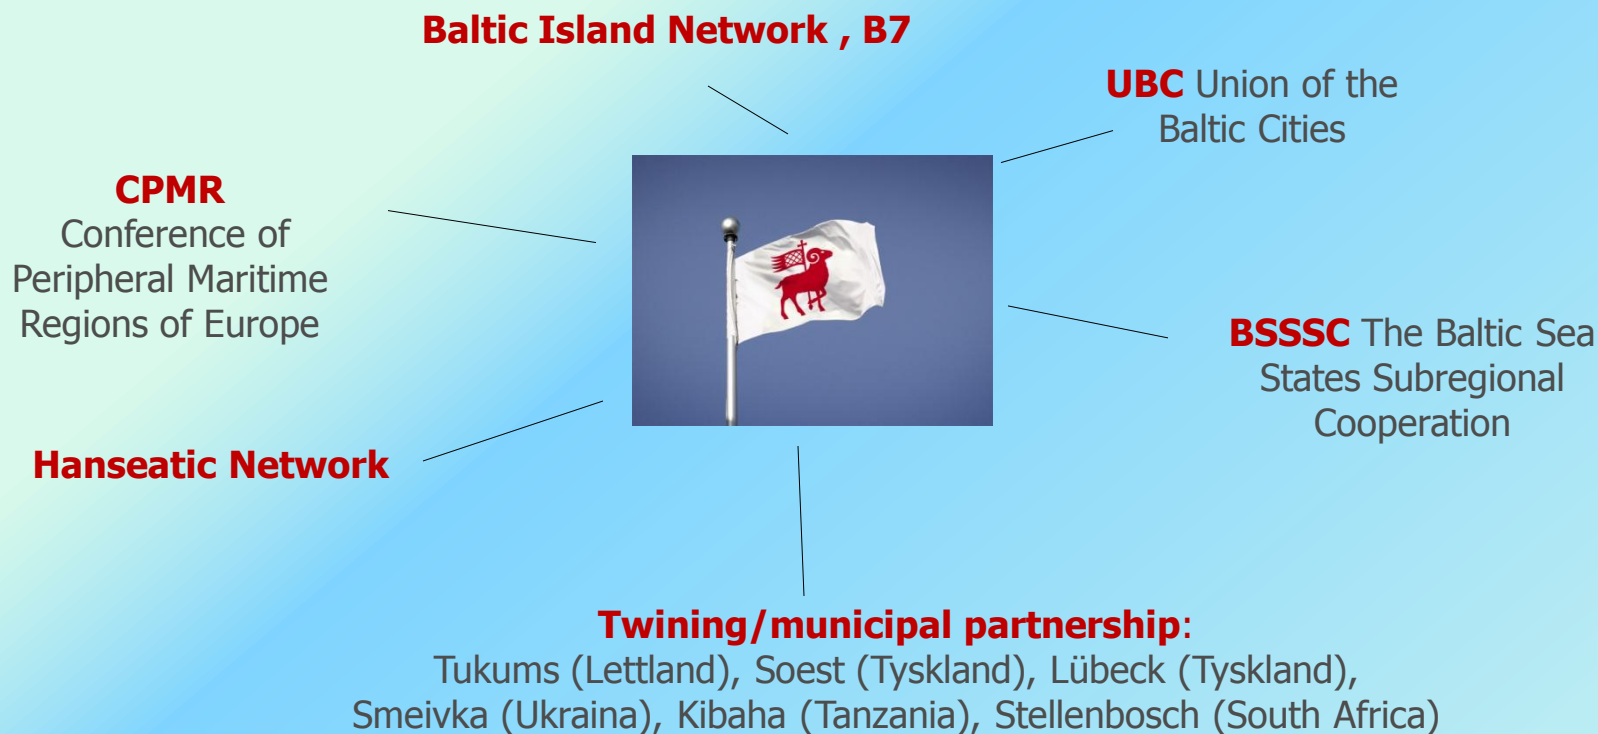 Baltic Island Network , B7
UBC Union of the
Baltic Cities
CPMR
Conference of
Peripheral Maritime
Regions of Europe
BSSSC The Baltic Sea
States Subregional
Cooperation
Hanseatic Network
Twining/municipal partnership:
Tukums (Lettland), Soest (Tyskland), Lübeck (Tyskland),
Smeivka (Ukraina), Kibaha (Tanzania), Stellenbosch (South Africa)